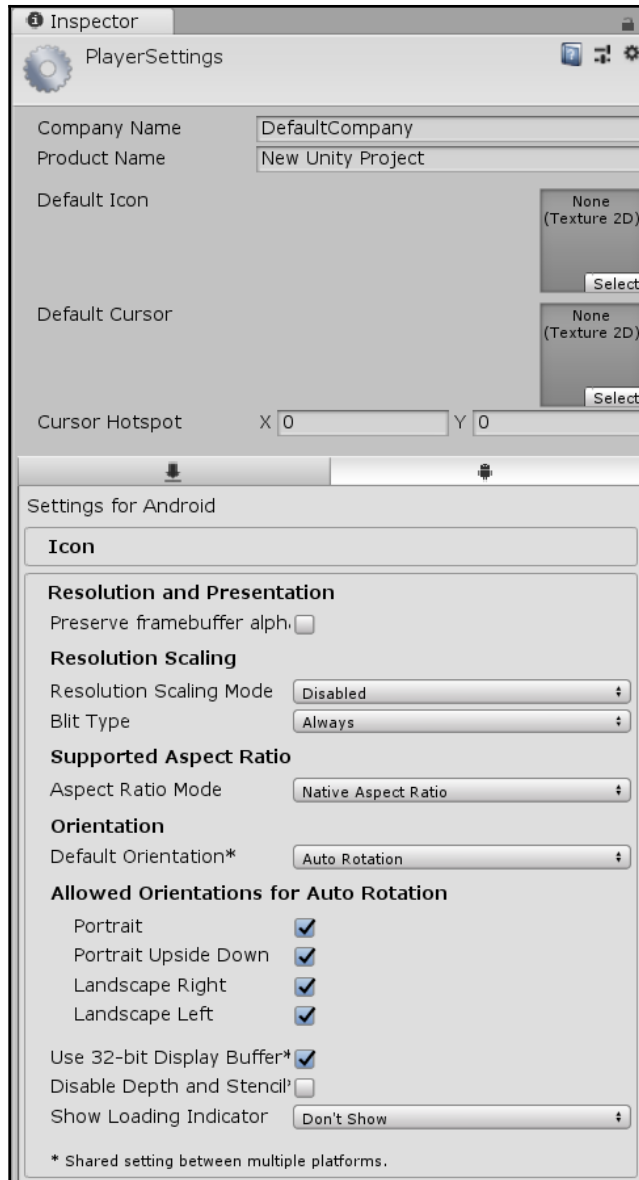 Inspector
PlayerSettings
Company Name DefaultCompany
Product Name New Unity Project
Default Icon None
(Texture 2D)
Select
Default Cursor None
(Texture 2D)
Select
Cursor Hotspot X 0 Y 0
Settings for Android
Icon
Resolution and Presentation
Preserve framebuffer alph
Resolution Scaling
Resolution Scaling Mode Disabled
Blit Type Always
Supported Aspect Ratio
Aspect Ratio Mode Native Aspect Ratio
Orientation
Default Orientation* Auto Rotation
Allowed Orientations for Auto Rotation
Portrait
Portrait Upside Down
Landscape Right
Landscape Left
Use 32-bit Display Buffer*
Disable Depth and Stencil*
Show Loading Indicator Don't Show
* Shared setting between multiple platforms.